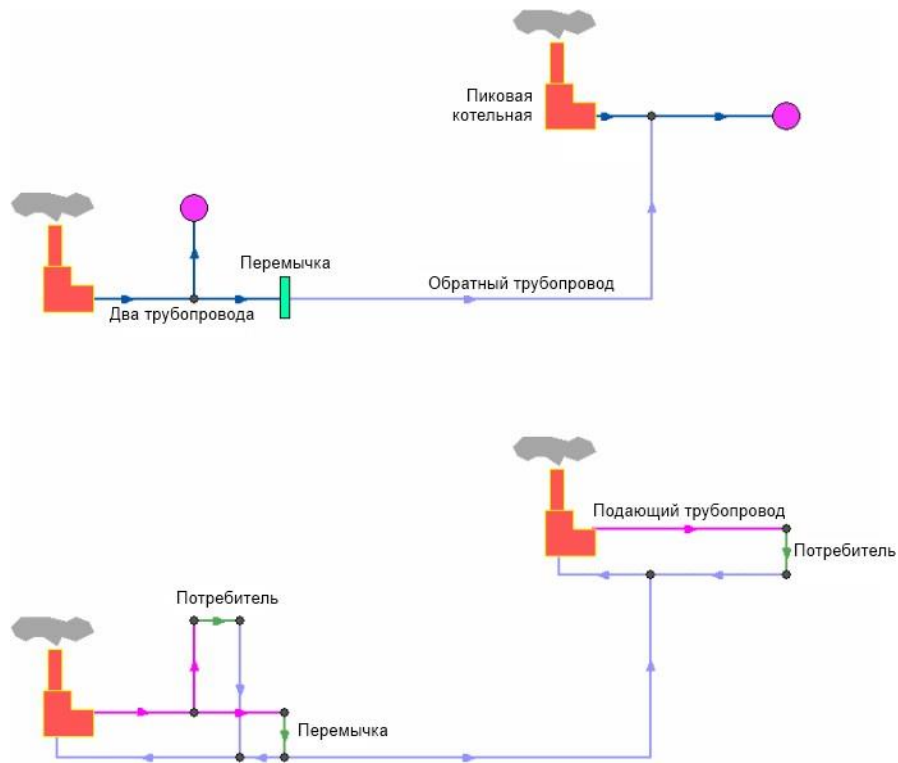 Пиковая
котельная
Перемычка
Обратный трубопровод
Два трубопровода
Подающий трубопровод
Потребитель
Потребитель
Перемычка